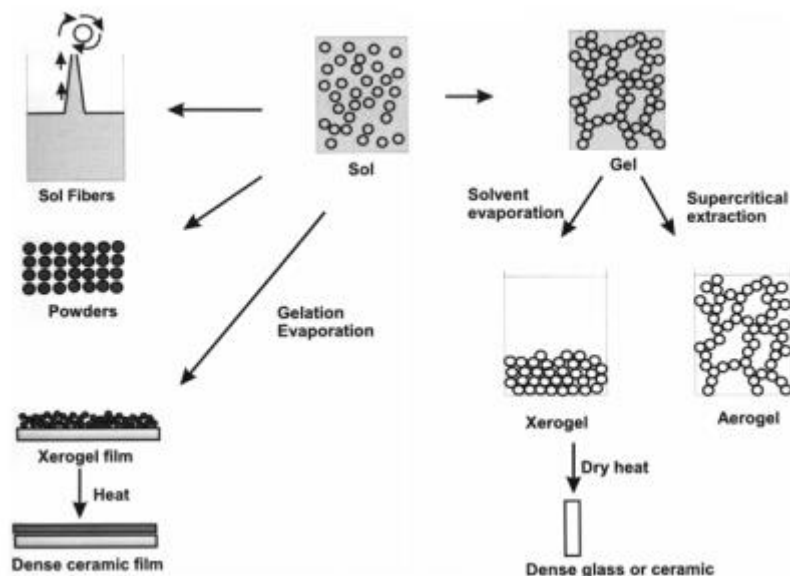 Sol Fibers
Sol
Gel
Solvent
evaporation
Supercritical
extraction
Powders
Gelation
Evaporation
Xerogel film
Xerogel
Aerogel
Heat
Dry heat
Dense ceramic film
Dense glass or ceramic